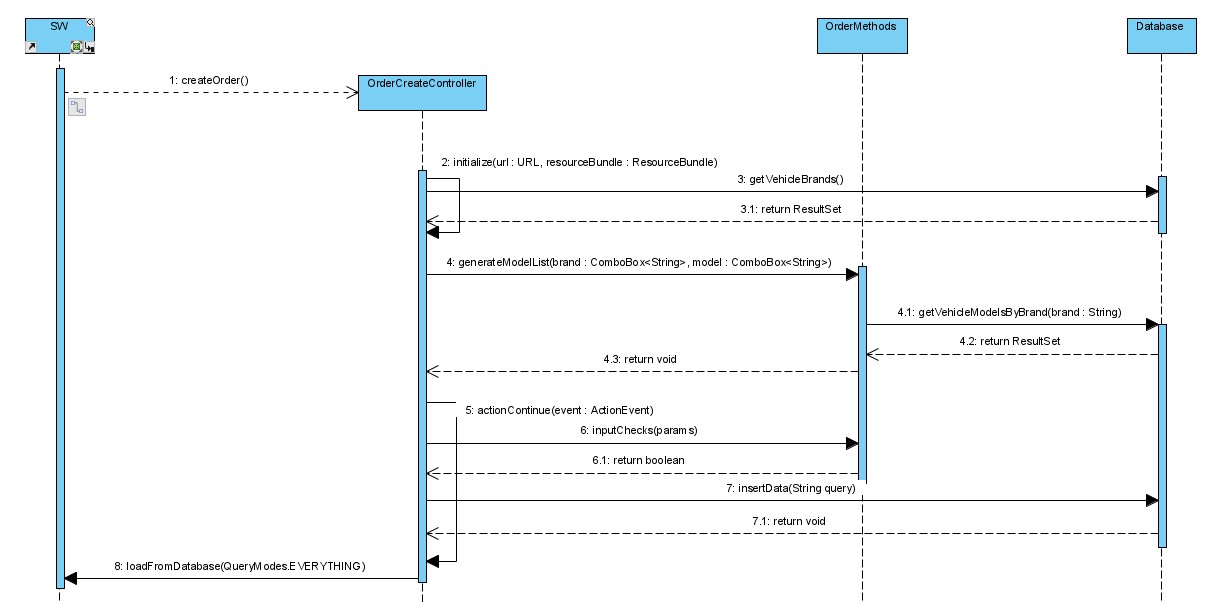 SW
OrderMethods
Database
1: createOrder()
OrderCreateController
2: initialize(url : URL, resourceBundle : ResourceBundle)
3: getVehicleBrands()
3.1: return ResultSet
4: generateModelList(brand : ComboBox<String>, model : ComboBox<String>)
4.1: getVehicleModelsByBrand(brand : String)
4.2: return ResultSet
4.3: return void
5: actionContinue(event : ActionEvent)
6: inputChecks(params)
6.1: return boolean
7: insertData(String query)
7.1: return void
8: loadFromDatabase(QueryModes.EVERYTHING)